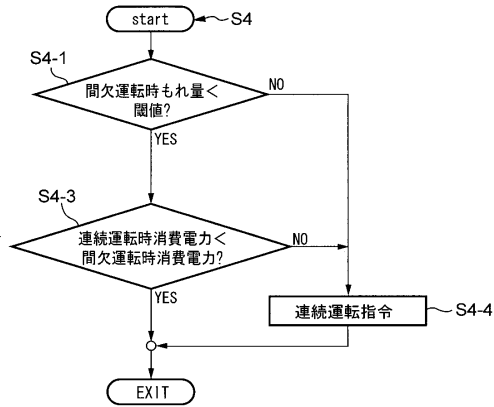 start
S4
S4-1
間欠運転時もれ量<
閾値?
NO
YES
S4-3
連続運転時消費電力<
間欠運転時消費電力?
NO
YES
連続運転指令
S4-4
EXIT